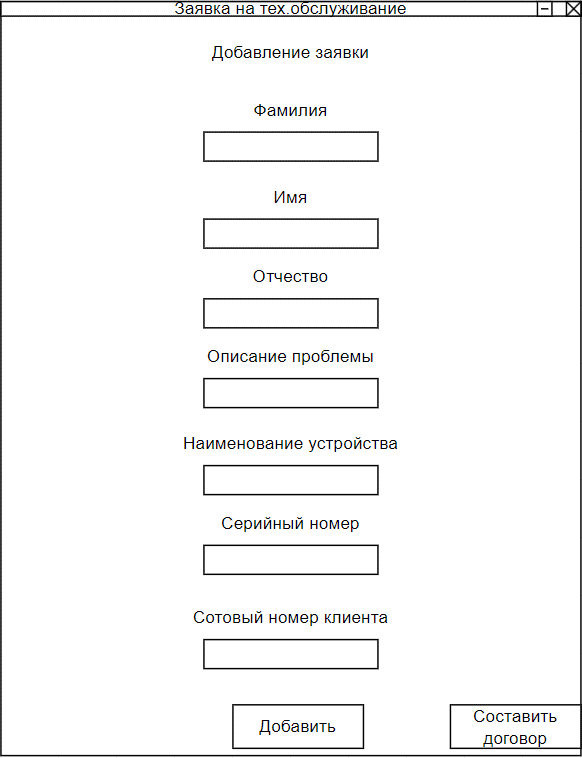 Заявка на тех.обслуживание
Добавление заявки
Фамилия
Имя
Отчество
Описание проблемы
Наименование устройства
Серийный номер
Сотовый номер клиента
Добавить
Составить
договор